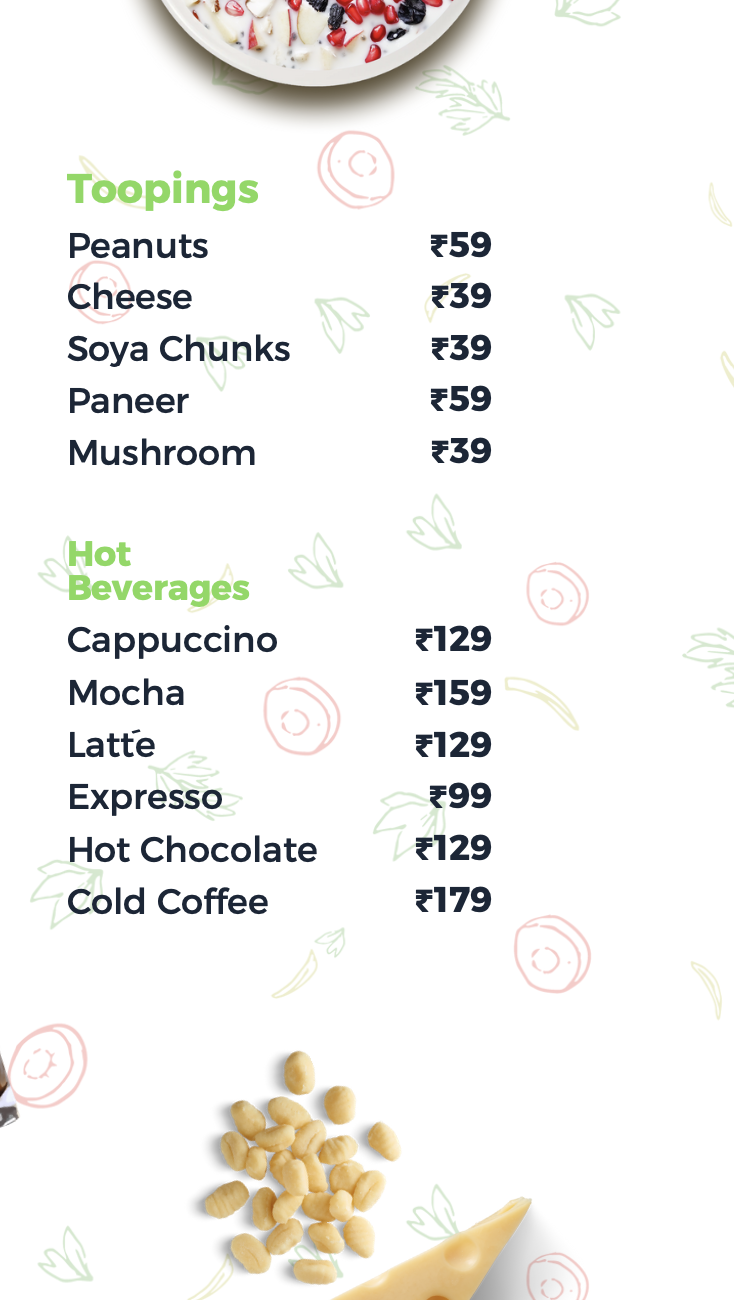 Toopings
Peanuts ₹59
Cheese ₹39
Soya Chunks ₹39
Paneer ₹59
Mushroom ₹39
Hot
Beverages
Cappuccino ₹129
Mocha ₹159
Latté ₹129
Expresso ₹99
Hot Chocolate ₹129
Cold Coffee ₹179